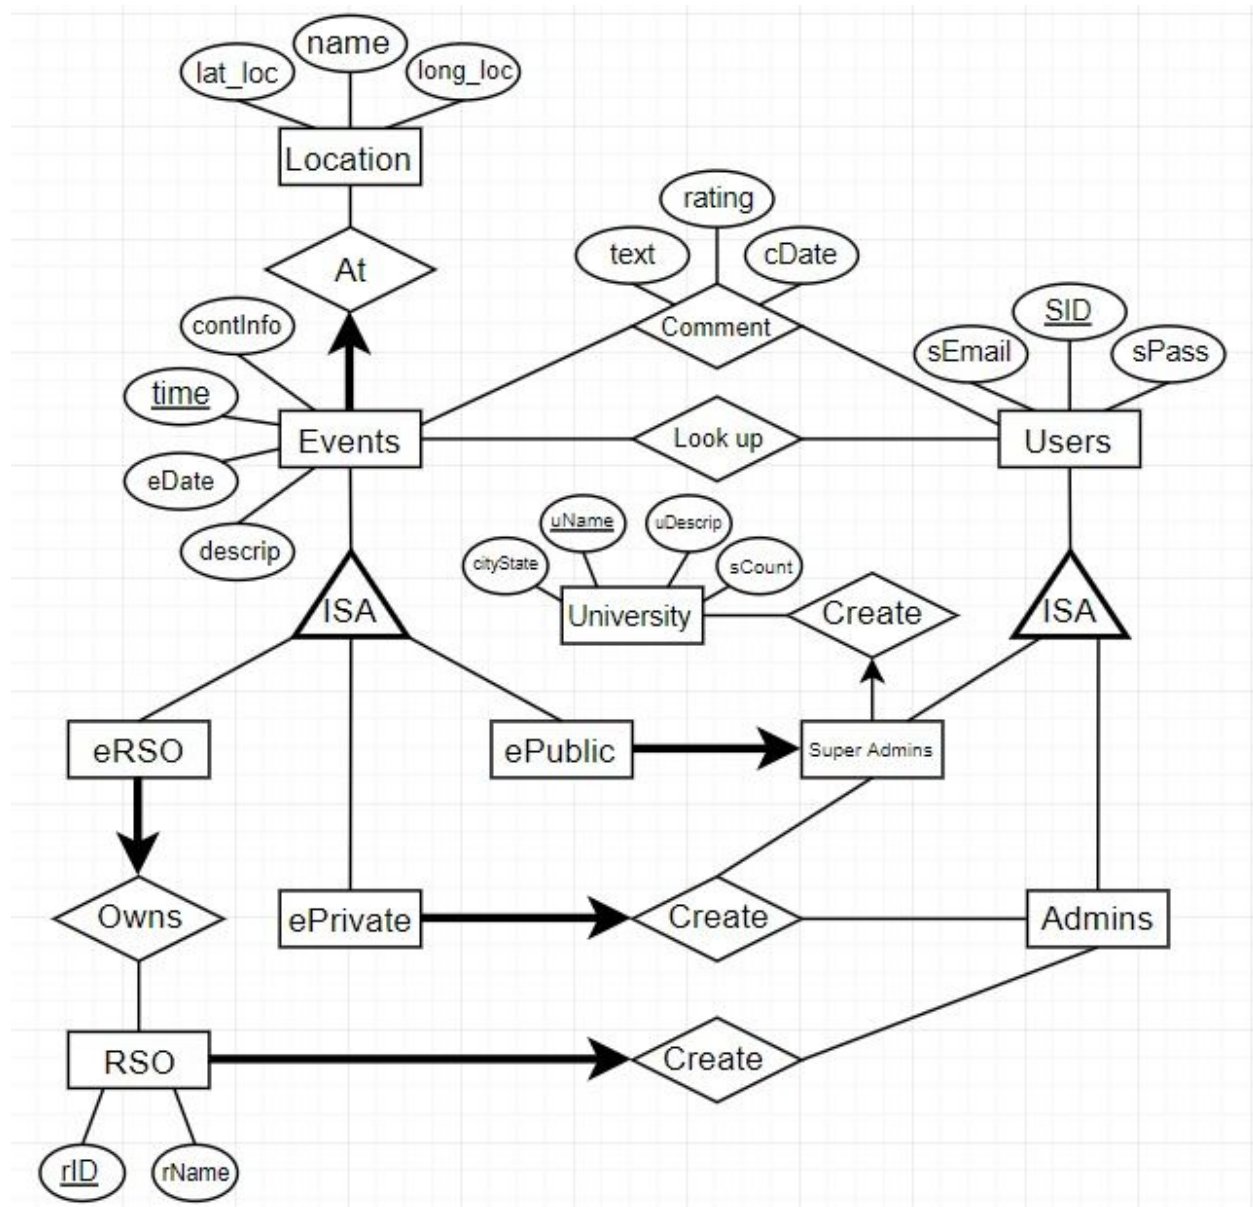 name
lat_loc
long_loc
Location
At
rating
text
cDate
Comment
contInfo
time
Events
eDate
descrip
Look up
SID
sEmail
sPass
Users
uName
uDescrip
cityState
sCount
University
Create
ISA
ISA
eRSO
ePublic
Super Admins
Owns
ePrivate
Create
Admins
RSO
Create
rID
rName